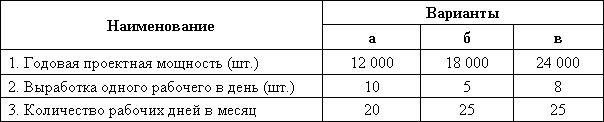 Наименование
Варианты
а б в
1. Годовая проектная мощность (шт.) 12 000 18 000 24 000
2. Выработка одного рабочего в день (шт.) 10 5 8
3. Количество рабочих дней в месяц 20 25 25